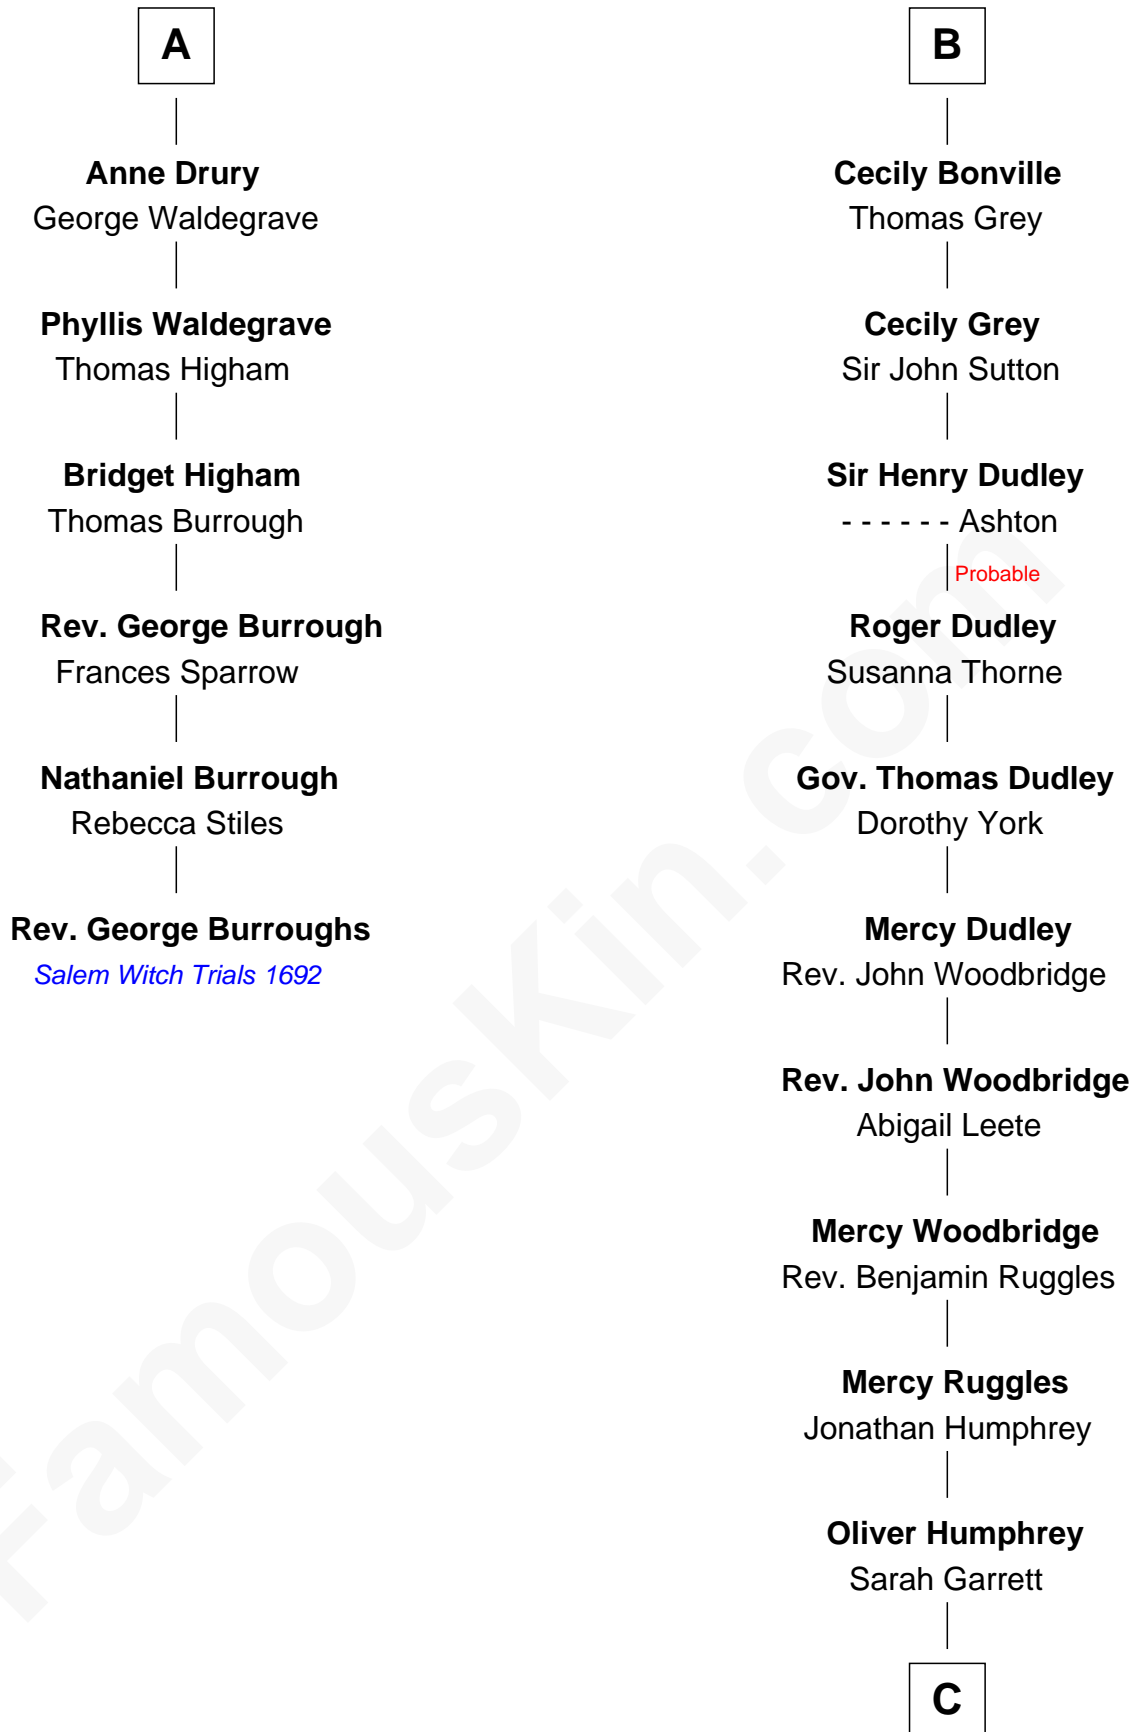 A
Anne Drury
George Waldegrave
Phyllis Waldegrave
Thomas Higham
Bridget Higham
Thomas Burrough
Rev. George Burrough
Frances Sparrow
Nathaniel Burrough
Rebecca Stiles
Rev. George Burroughs
Salem Witch Trials 1692
B
Cecily Bonville
Thomas Grey
Cecily Grey
Sir John Sutton
Sir Henry Dudley
- - - - - - Ashton
Probable
Roger Dudley
Susanna Thorne
Gov. Thomas Dudley
Dorothy York
Mercy Dudley
Rev. John Woodbridge
Rev. John Woodbridge
Abigail Leete
Mercy Woodbridge
Rev. Benjamin Ruggles
Mercy Ruggles
Jonathan Humphrey
Oliver Humphrey
Sarah Garrett
C
FamousKin.com